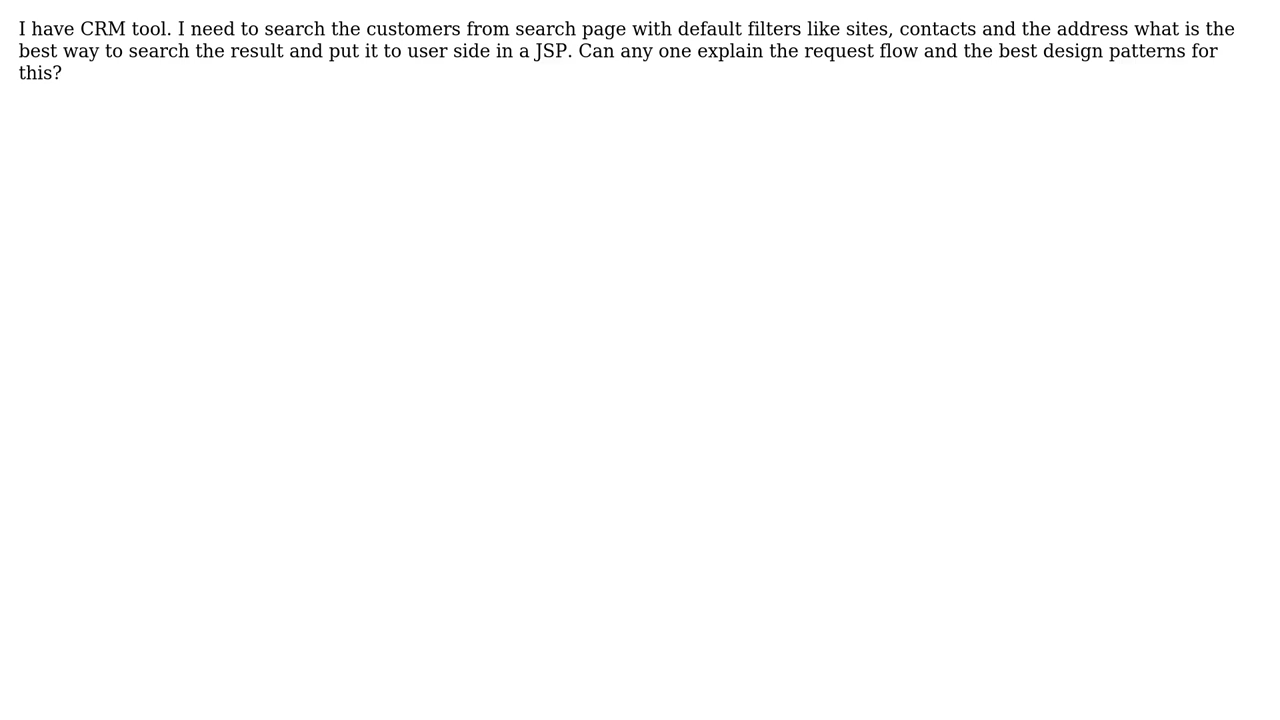 I have CRM tool. I need to search the customers from search page with default filters like sites, contacts and the address what is the
best way to search the result and put it to user side in a JSP. Can any one explain the request flow and the best design patterns for
this?